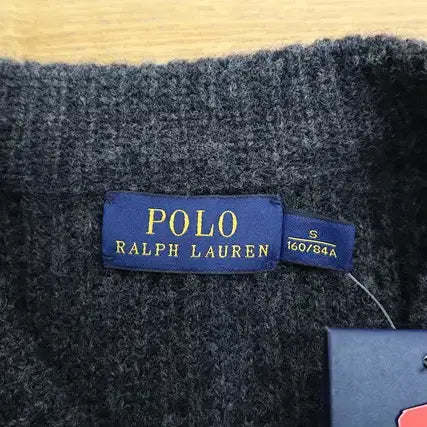 POLO
RALPH LAUREN
S
160/84A